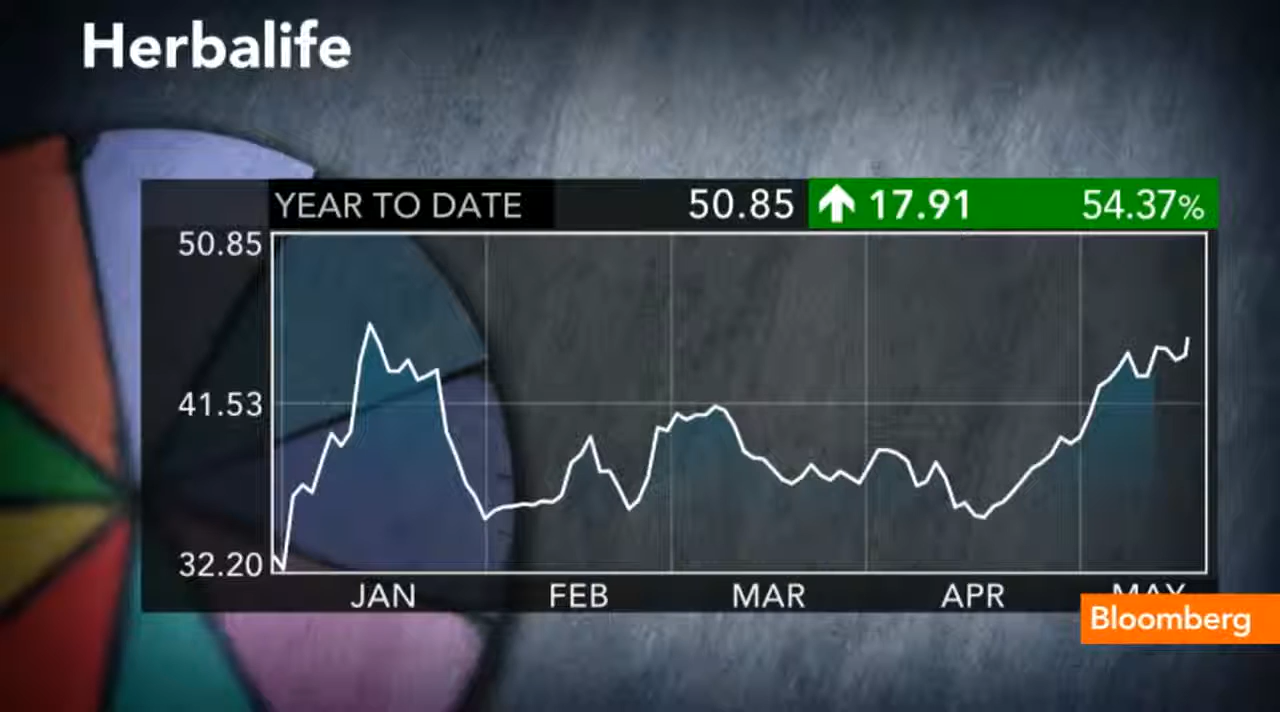 Herbalife
YEAR TO DATE 50.85 17.91 54.37%
50.85
41.53
32.20
JAN FEB MAR APR MAY
Bloomberg